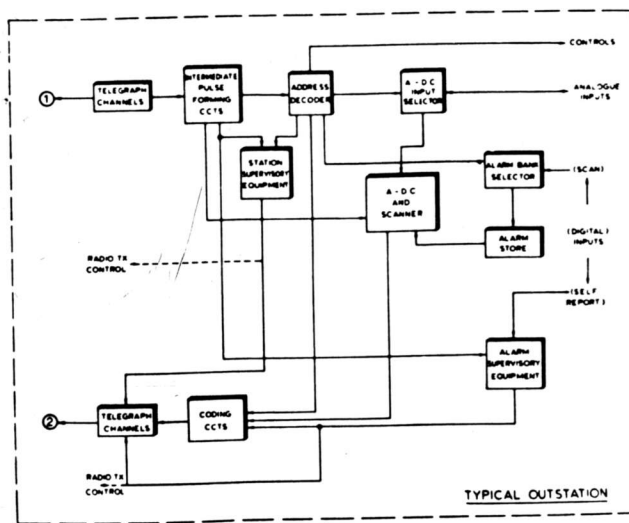 CONTROLS
INTERMEDIATE
PULSE
FORMING
CCTS
ADDRESS
DECODER
A-DC
INPUT
SELECTOR
1
TELEGRAPH
CHANNELS
ANALOGUE
INPUTS
STATION
SUPERVISORY
EQUIPMENT
A-DC
AND
SCANNER
ALARM BANK
SELECTOR
(SCAN)
ALARM
STORE
(DIGITAL)
INPUTS
RADIO TX
CONTROL
(SELF
REPORT)
ALARM
SUPERVISORY
EQUIPMENT
2
TELEGRAPH
CHANNELS
CODING
CCTS
RADIO TX
CONTROL
TYPICAL OUTSTATION